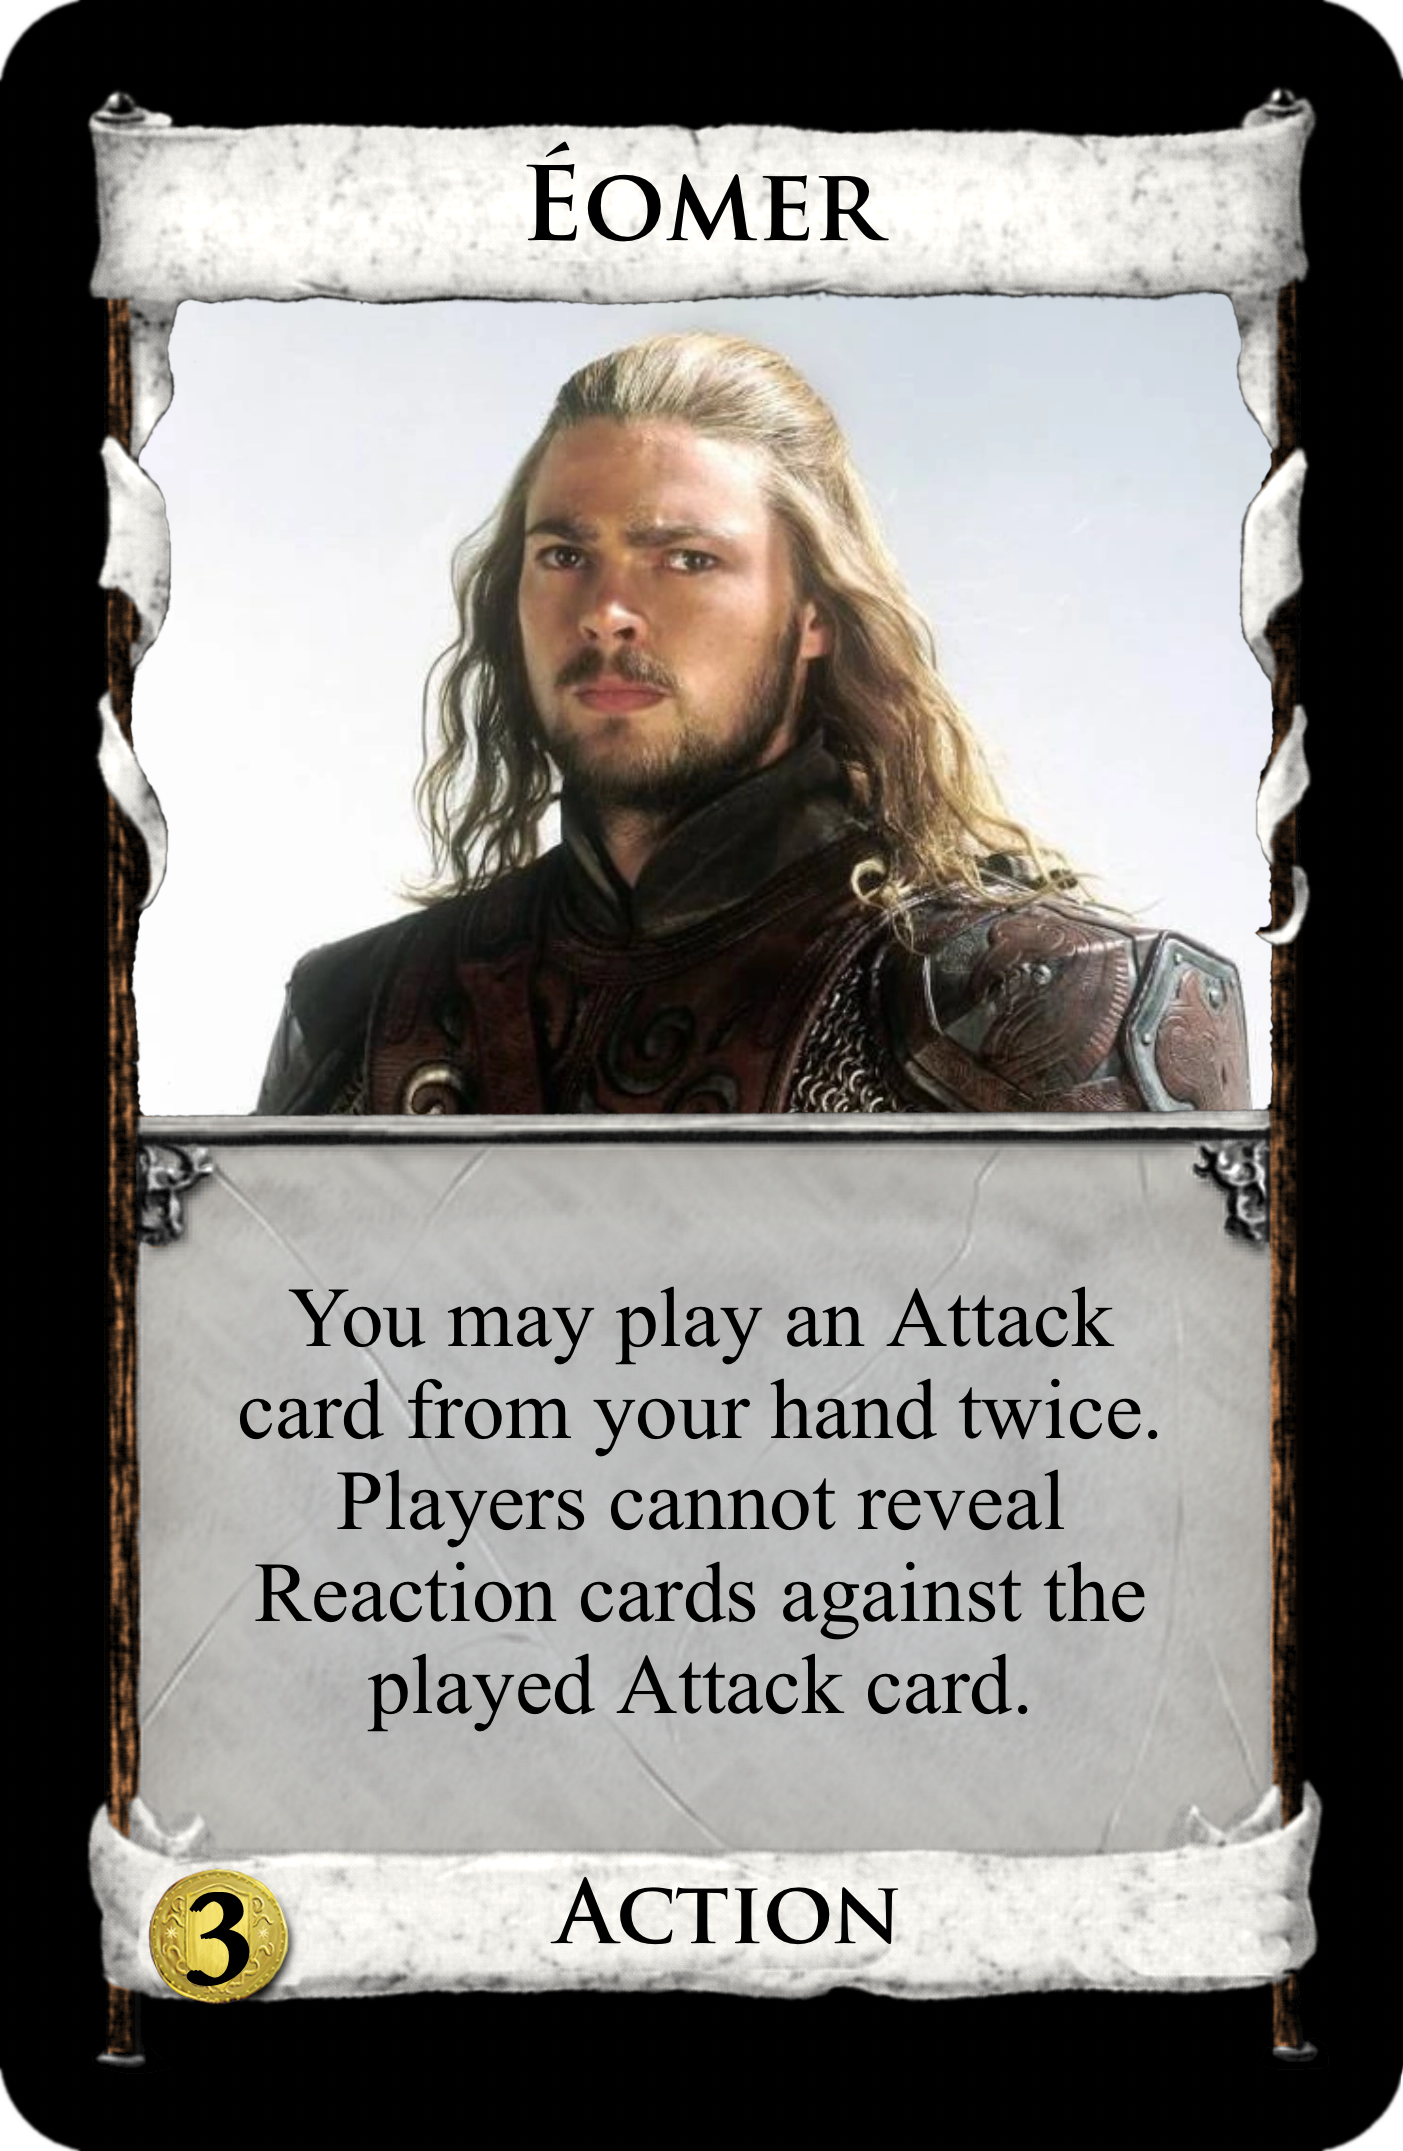 Éomer
You may play an Attack
card from your hand twice.
Players cannot reveal
Reaction cards against the
played Attack card.
3
Action